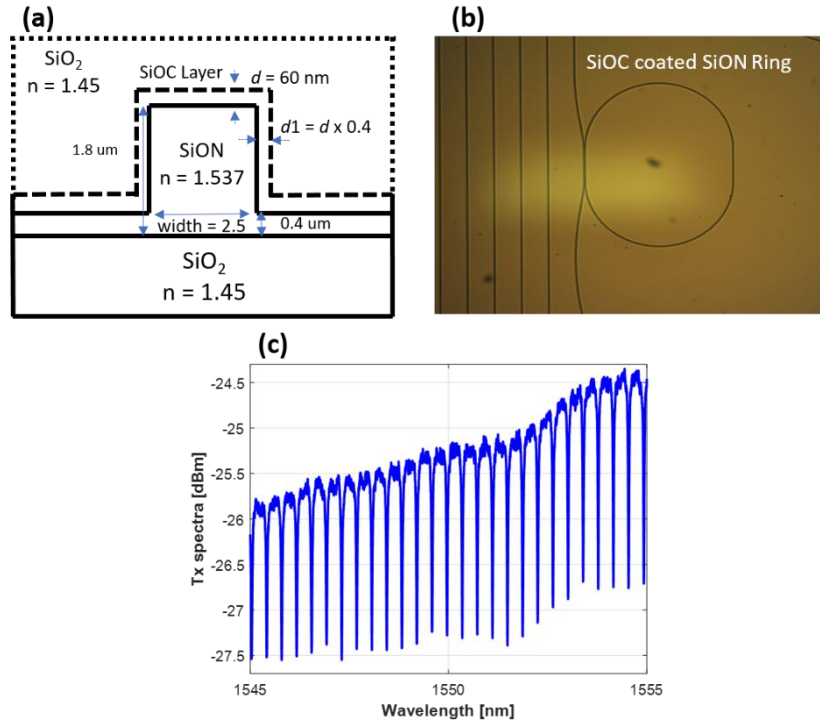 (a)
SiO2
n = 1.45
SiOC Layer
d = 60 nm
d1 = d x 0.4
1.8 um
SiON
n = 1.537
width = 2.5
0.4 um
SiO2
n = 1.45
(b)
SiOC coated SiON Ring
(c)
Tx spectra [dBm]
-24.5
-25
-25.5
-26
-26.5
-27
-27.5
1545
1550
1555
Wavelength [nm]